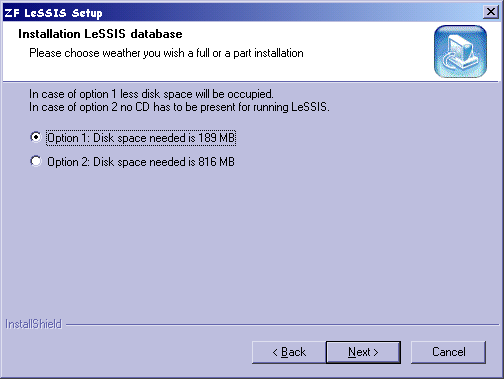 ZF LeSSIS Setup
Installation LeSSIS database
Please choose weather you wish a full or a part installation
In case of option 1 less disk space will be occupied.
In case of option 2 no CD has to be present for running LeSSIS.
Option 1: Disk space needed is 189 MB
Option 2: Disk space needed is 816 MB
InstallShield
< Back
Next >
Cancel